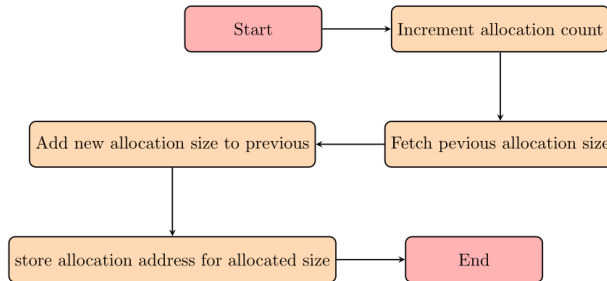 Start
Increment allocation count
Fetch pevious allocation size
Add new allocation size to previous
store allocation address for allocated size
End